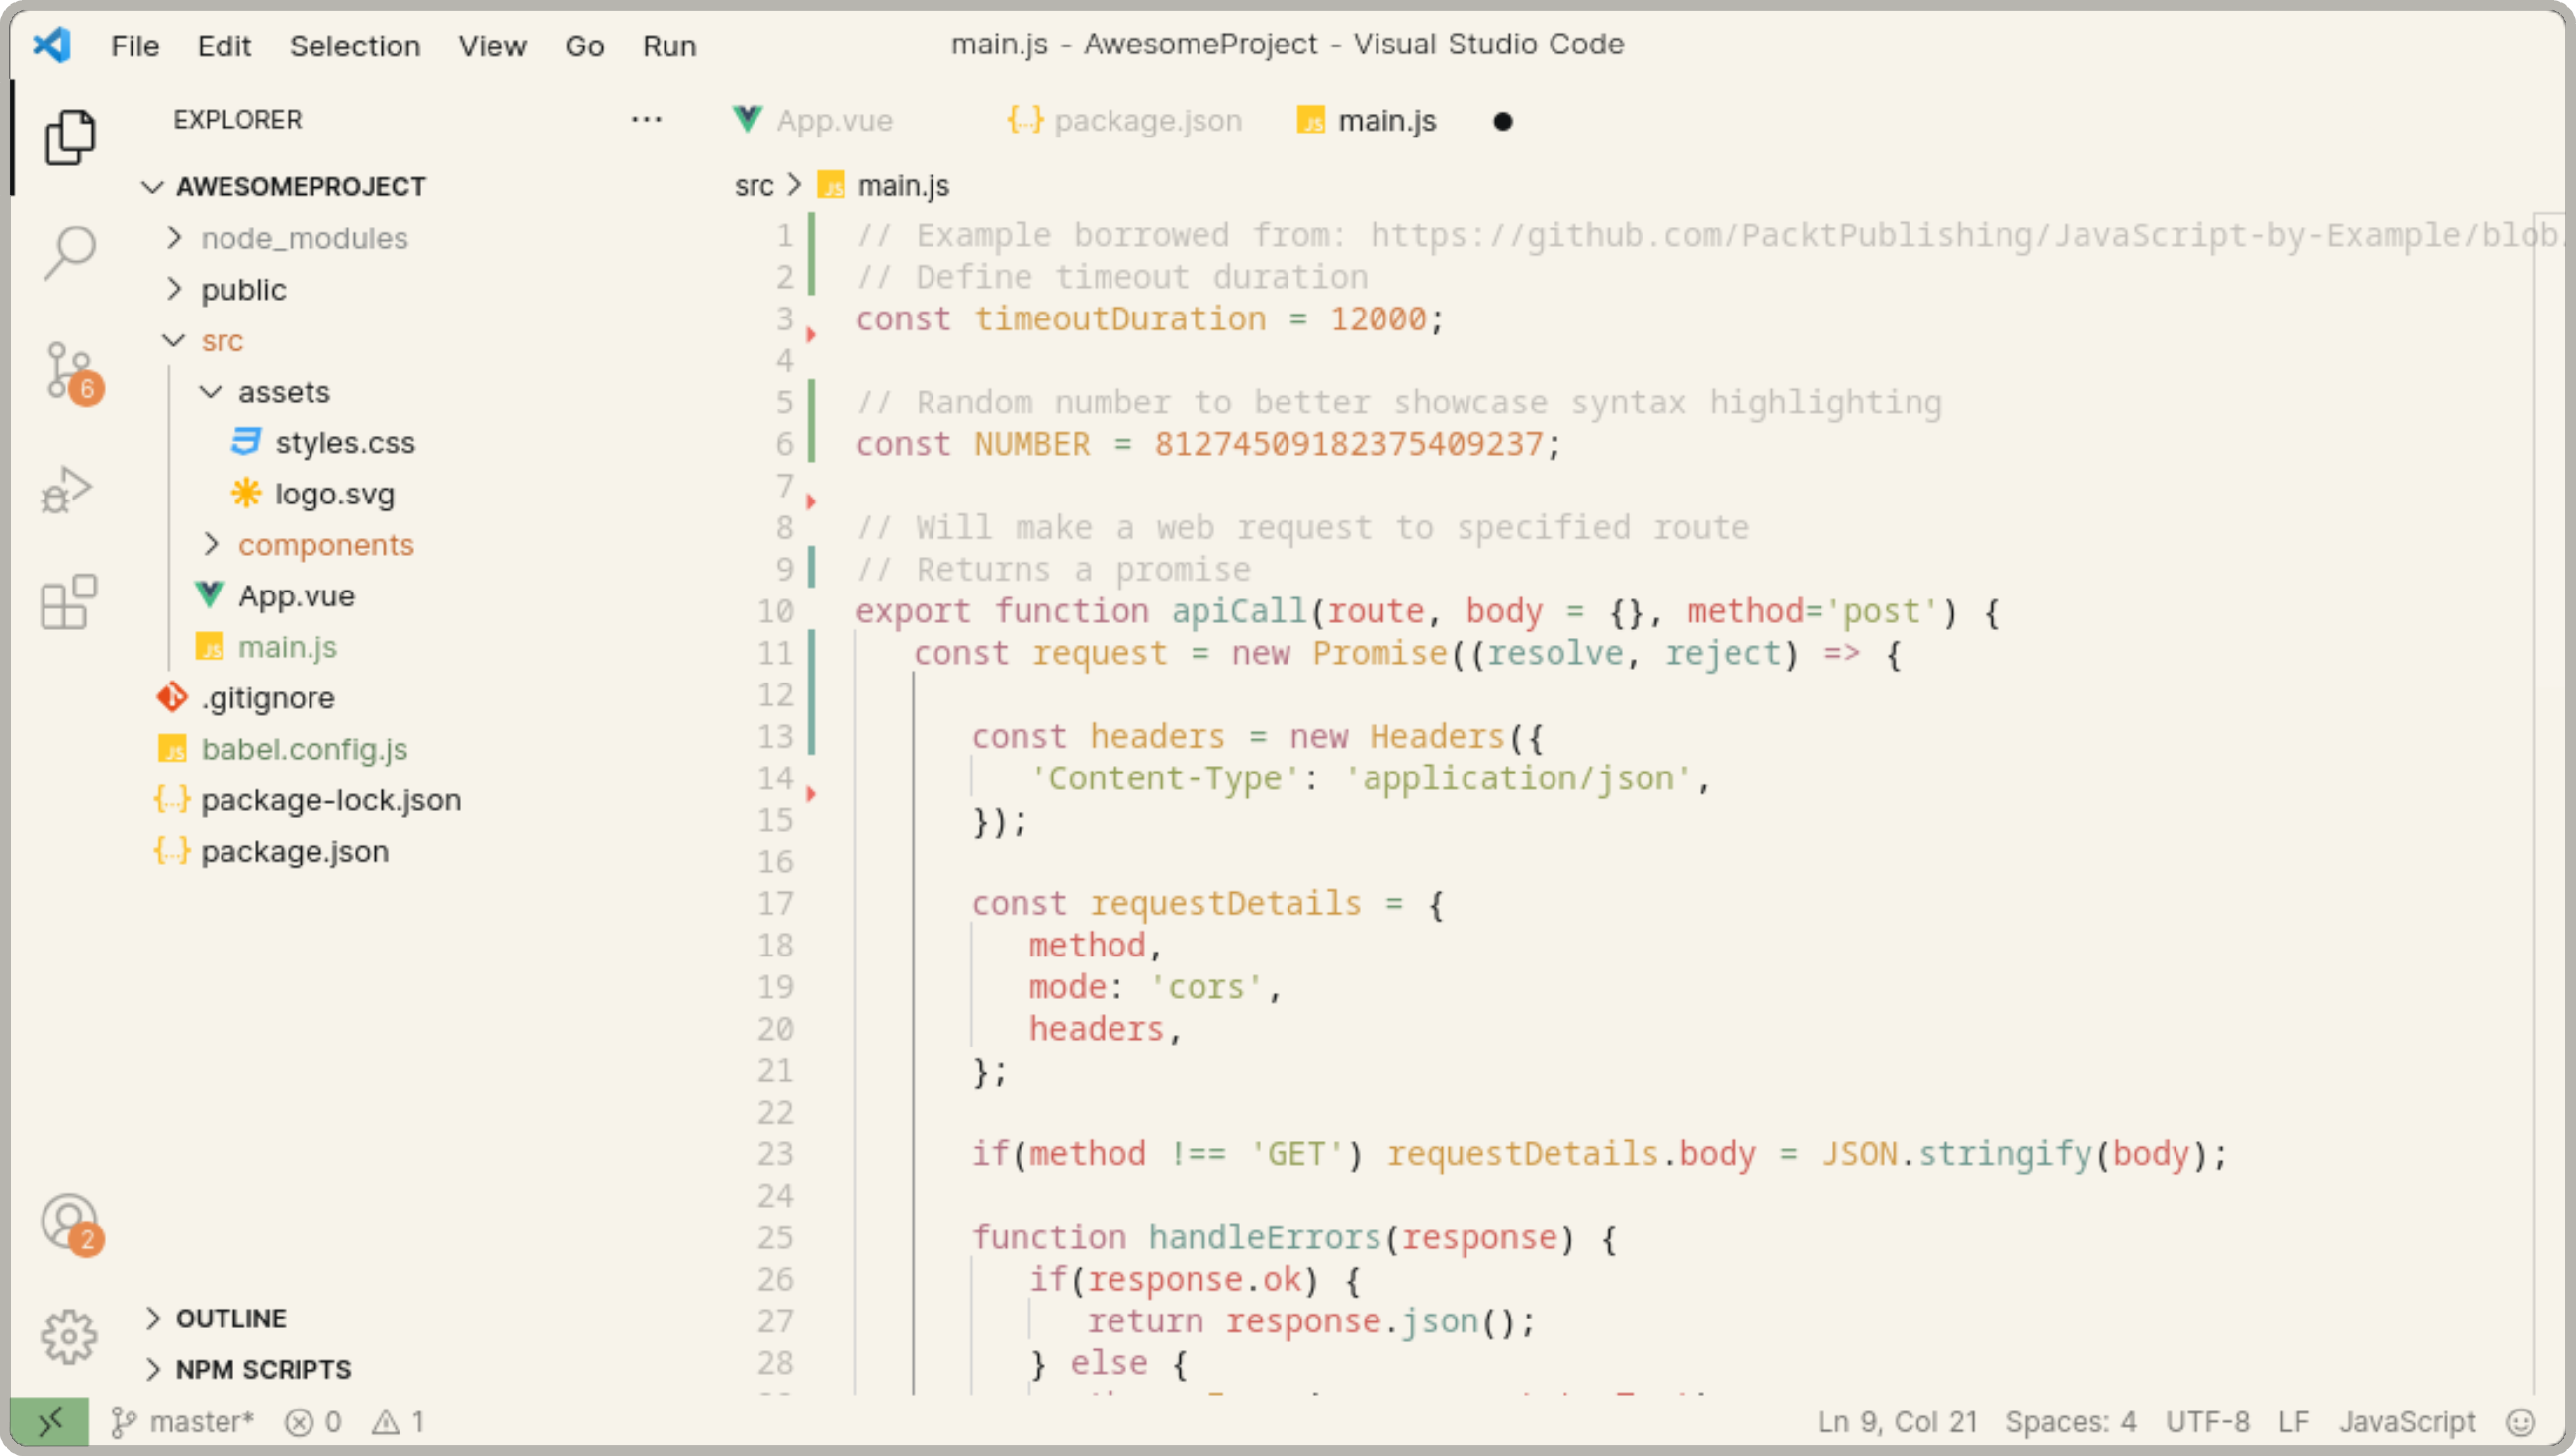 File Edit Selection View Go Run
main.js - AwesomeProject - Visual Studio Code
EXPLORER ...
AWESOMEPROJECT
node_modules
public
src
assets
styles.css
logo.svg
components
App.vue
JS main.js
.gitignore
JS babel.config.js
{...} package-lock.json
{...} package.json
6
2
OUTLINE
NPM SCRIPTS
App.vue {...} package.json JS main.js
src > JS main.js
1 // Example borrowed from: https://github.com/PacktPublishing/JavaScript-by-Example/blob
2 // Define timeout duration
3 const timeoutDuration = 12000;
4
5 // Random number to better showcase syntax highlighting
6 const NUMBER = 81274509182375409237;
7
8 // Will make a web request to specified route
9 // Returns a promise
10 export function apiCall(route, body = {}, method='post') {
11 const request = new Promise((resolve, reject) => {
12
13 const headers = new Headers({
14 'Content-Type': 'application/json',
15 });
16
17 const requestDetails = {
18 method,
19 mode: 'cors',
20 headers,
21 };
22
23 if(method !== 'GET') requestDetails.body = JSON.stringify(body);
24
25 function handleErrors(response) {
26 if(response.ok) {
27 return response.json();
28 } else {
master* 0 1
Ln 9, Col 21 Spaces: 4 UTF-8 LF JavaScript